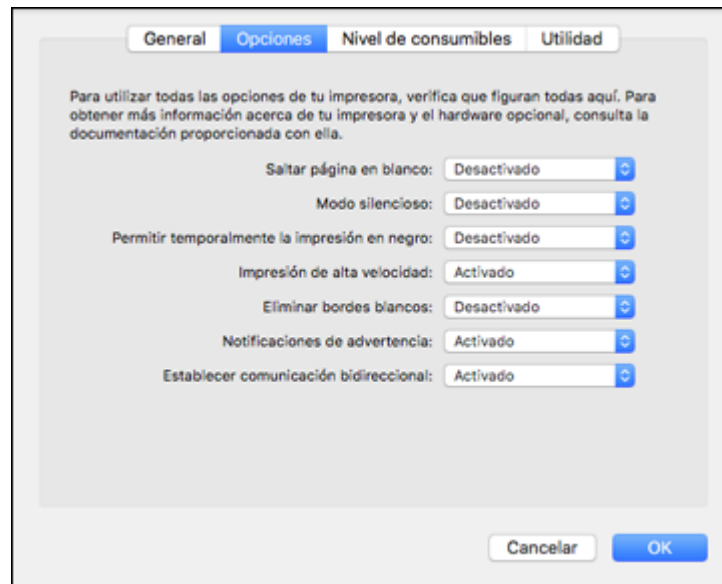 General Opciones Nivel de consumibles Utilidad
Para utilizar todas las opciones de tu impresora, verifica que figuran todas aquí. Para
obtener más información acerca de tu impresora y el hardware opcional, consulta la
documentación proporcionada con ella.
Saltar página en blanco: Desactivado
Modo silencioso: Desactivado
Permitir temporalmente la impresión en negro: Desactivado
Impresión de alta velocidad: Activado
Eliminar bordes blancos: Desactivado
Notificaciones de advertencia: Activado
Establecer comunicación bidireccional: Activado
Cancelar OK